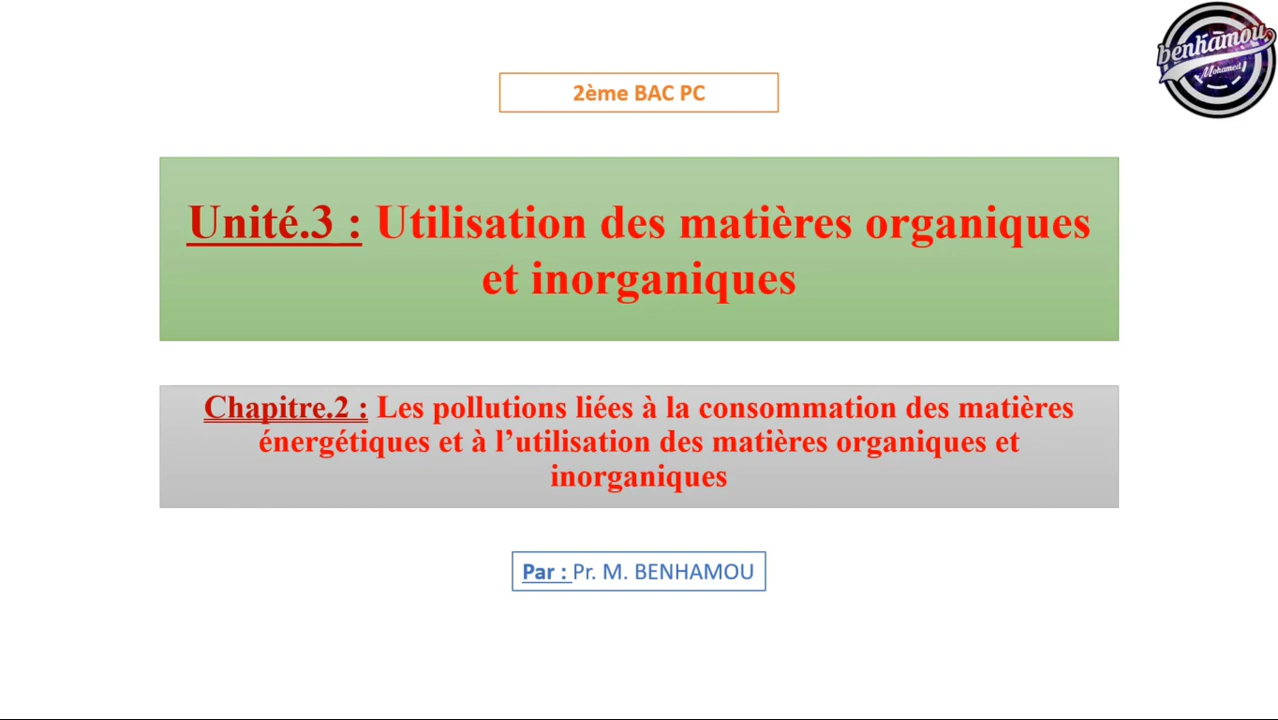 benhamou
Mohamed
2ème BAC PC
Unité.3 : Utilisation des matières organiques
et inorganiques
Chapitre.2 : Les pollutions liées à la consommation des matières
énergétiques et à l’utilisation des matières organiques et
inorganiques
Par : Pr. M. BENHAMOU